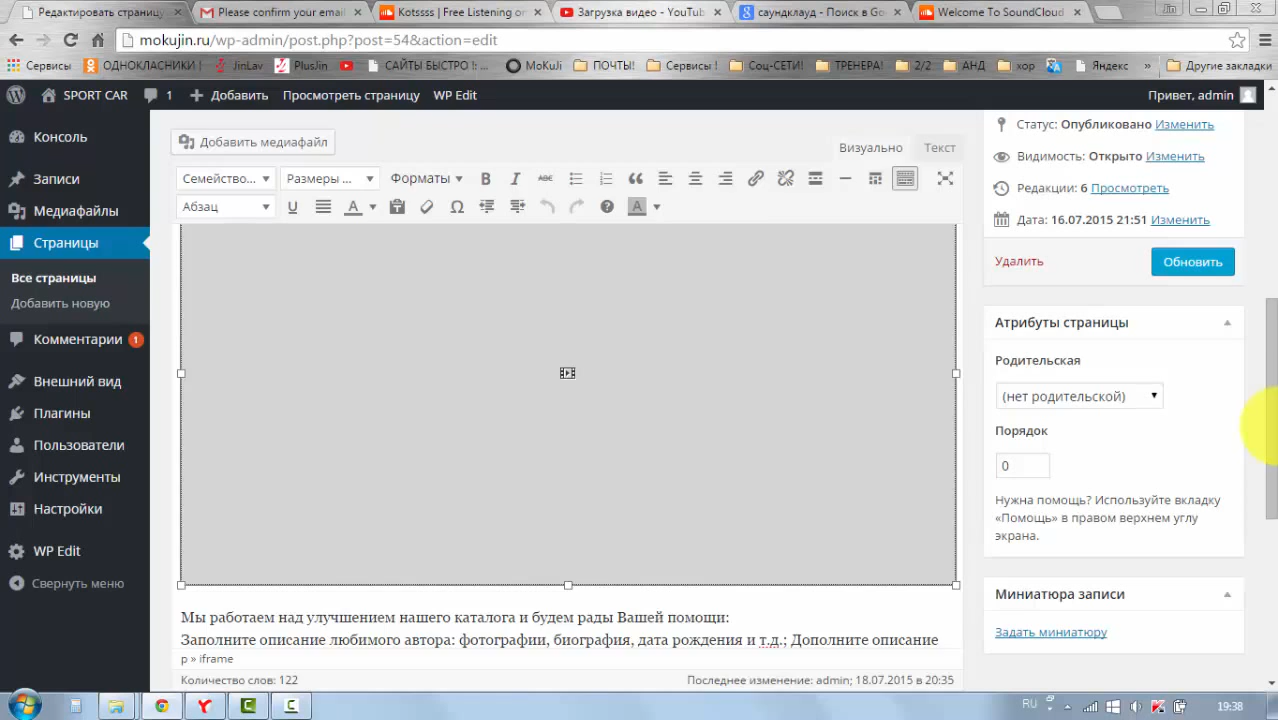 Редактировать страницу
Please confirm your email
Kotssss | Free Listening or
Загрузка видео - YouTub
саундклауд - Поиск в Go
Welcome To SoundCloud
Jin
mokujin.ru/wp-admin/post.php?post=54&action=edit
Сервисы
ОДНОКЛАСНИКИ
JinLav
PlusJin
САЙТЫ БЫСТРО !: ...
MoKuJi
ПОЧТЫ!
Сервисы !
Соц-СЕТИ!
ТРЕНЕРА!
2/2
АНД
хор
Яндекс
»
Другие закладки
SPORT CAR
1
Добавить
Просмотреть страницу
WP Edit
Привет, admin
Консоль
Записи
Медиафайлы
Страницы
Все страницы
Добавить новую
Комментарии 1
Внешний вид
Плагины
Пользователи
Инструменты
Настройки
WP Edit
Свернуть меню
Добавить медиафайл
Визуально
Текст
Семейство...
Размеры ...
Форматы
B
I
ABC
Абзац
U
A
A
Мы работаем над улучшением нашего каталога и будем рады Вашей помощи:
Заполните описание любимого автора: фотографии, биография, дата рождения и т.д.; Дополните описание
p » iframe
Количество слов: 122
Последнее изменение: admin; 18.07.2015 в 20:35
Статус: Опубликовано Изменить
Видимость: Открыто Изменить
Редакции: 6 Просмотреть
Дата: 16.07.2015 21:51 Изменить
Удалить
Обновить
Атрибуты страницы
Родительская
(нет родительской)
Порядок
0
Нужна помощь? Используйте вкладку
«Помощь» в правом верхнем углу
экрана.
Миниатюра записи
Задать миниатюру
RU
19:38